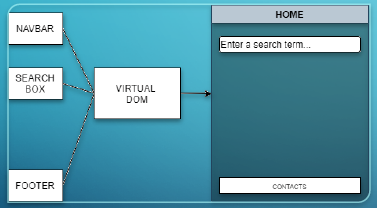 NAVBAR
SEARCH
BOX
FOOTER
VIRTUAL
DOM
HOME
Enter a search term...
CONTACTS